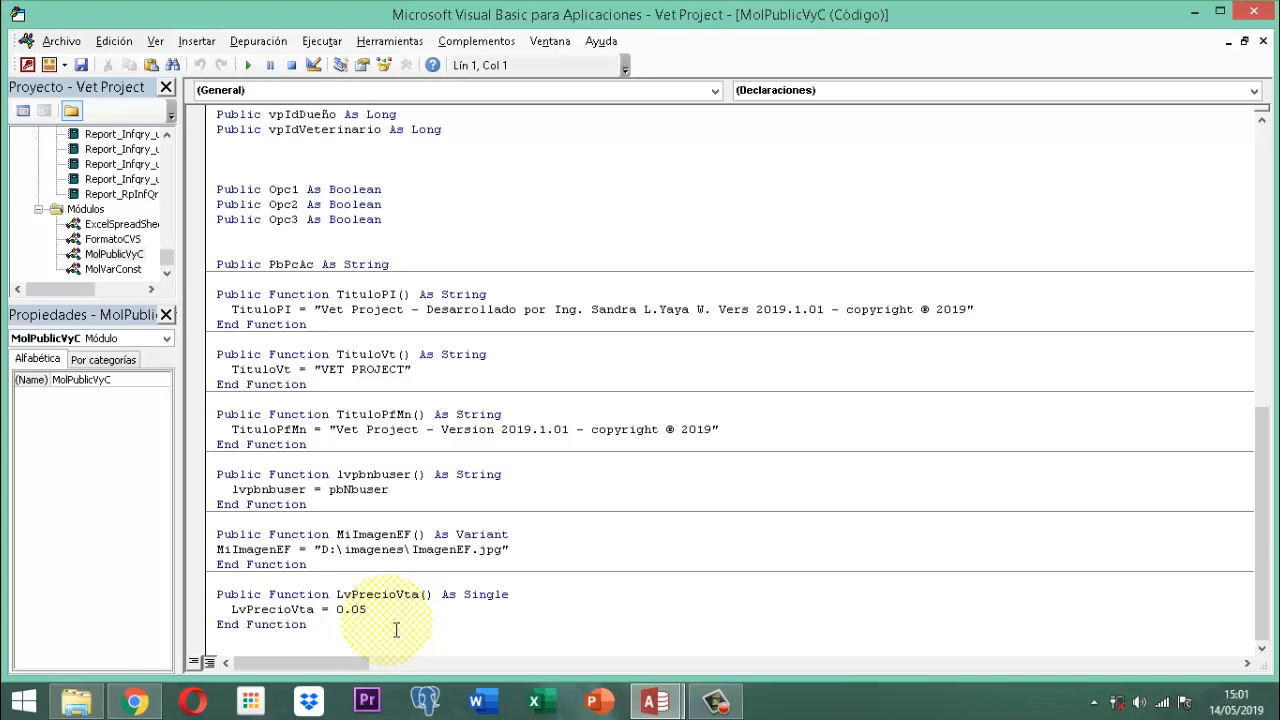 Microsoft Visual Basic para Aplicaciones - Vet Project - [MolPublicVyC (Código)]
Archivo Edición Ver Insertar Depuración Ejecutar Herramientas Complementos Ventana Ayuda
Lín 1, Col 1
Proyecto - Vet Project
(General)
(Declaraciones)
Report_Infqry_u
Report_Infqry_u
Report_Infqry_u
Report_Infqry_u
Report_RpInfQr
Módulos
ExcelSpreadShe
FormatoCVS
MolPublicVyC
MolVarConst
Propiedades - MolPublic
MolPublicVyC Módulo
Alfabética Por categorías
(Name) MolPublicVyC
Public vpIdDueño As Long
Public vpIdVeterinario As Long
Public Opc1 As Boolean
Public Opc2 As Boolean
Public Opc3 As Boolean
Public PbPcAc As String
Public Function TituloPI() As String
TituloPI = "Vet Project - Desarrollado por Ing. Sandra L.Yaya W. Vers 2019.1.01 - copyright ® 2019"
End Function
Public Function TituloVt() As String
TituloVt = "VET PROJECT"
End Function
Public Function TituloPfMn() As String
TituloPfMn = "Vet Project - Version 2019.1.01 - copyright ® 2019"
End Function
Public Function lvpbnbuser() As String
lvpbnbuser = pbNbuser
End Function
Public Function MiImagenEF() As Variant
MiImagenEF = "D:\imagenes\ImagenEF.jpg"
End Function
Public Function LvPrecioVta() As Single
LvPrecioVta = 0.05
End Function
Pr
15:01
14/05/2019